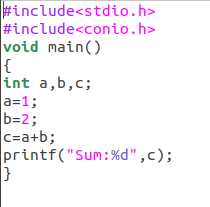 #include<stdio.h>
#include<conio.h>
void main()
{
int a,b,c;
a=1;
b=2;
c=a+b;
printf("Sum:%d",c);
}